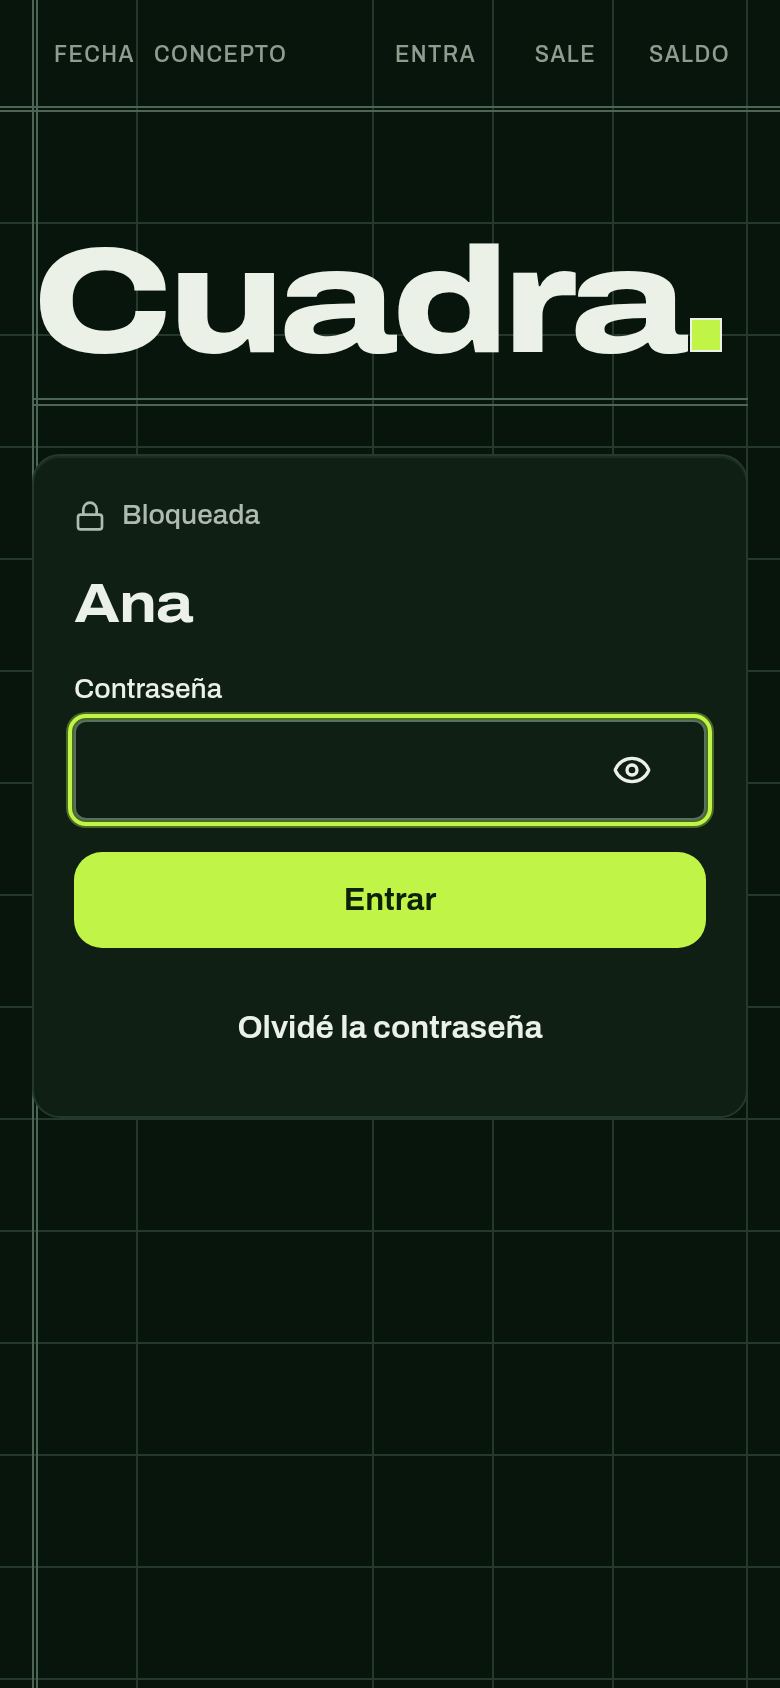 FECHA CONCEPTO ENTRA SALE SALDO
Cuadra.
Bloqueada
Ana
Contraseña
Entrar
Olvidé la contraseña